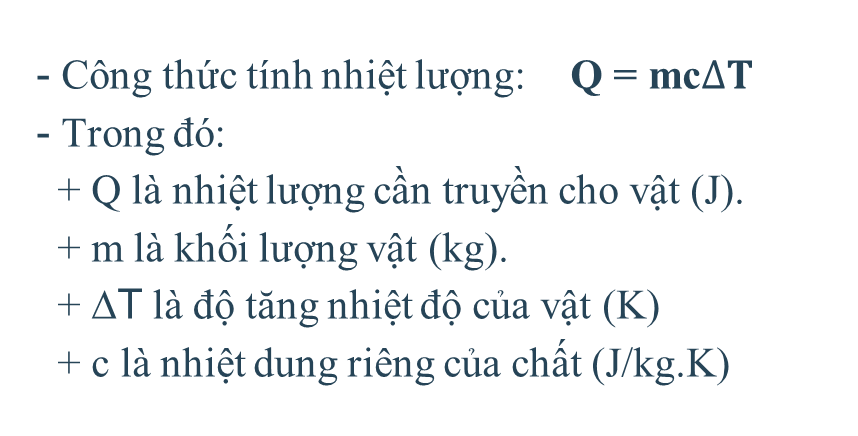 - Công thức tính nhiệt lượng: Q = mcΔT
- Trong đó:
+ Q là nhiệt lượng cần truyền cho vật (J).
+ m là khối lượng vật (kg).
+ ΔT là độ tăng nhiệt độ của vật (K)
+ c là nhiệt dung riêng của chất (J/kg.K)